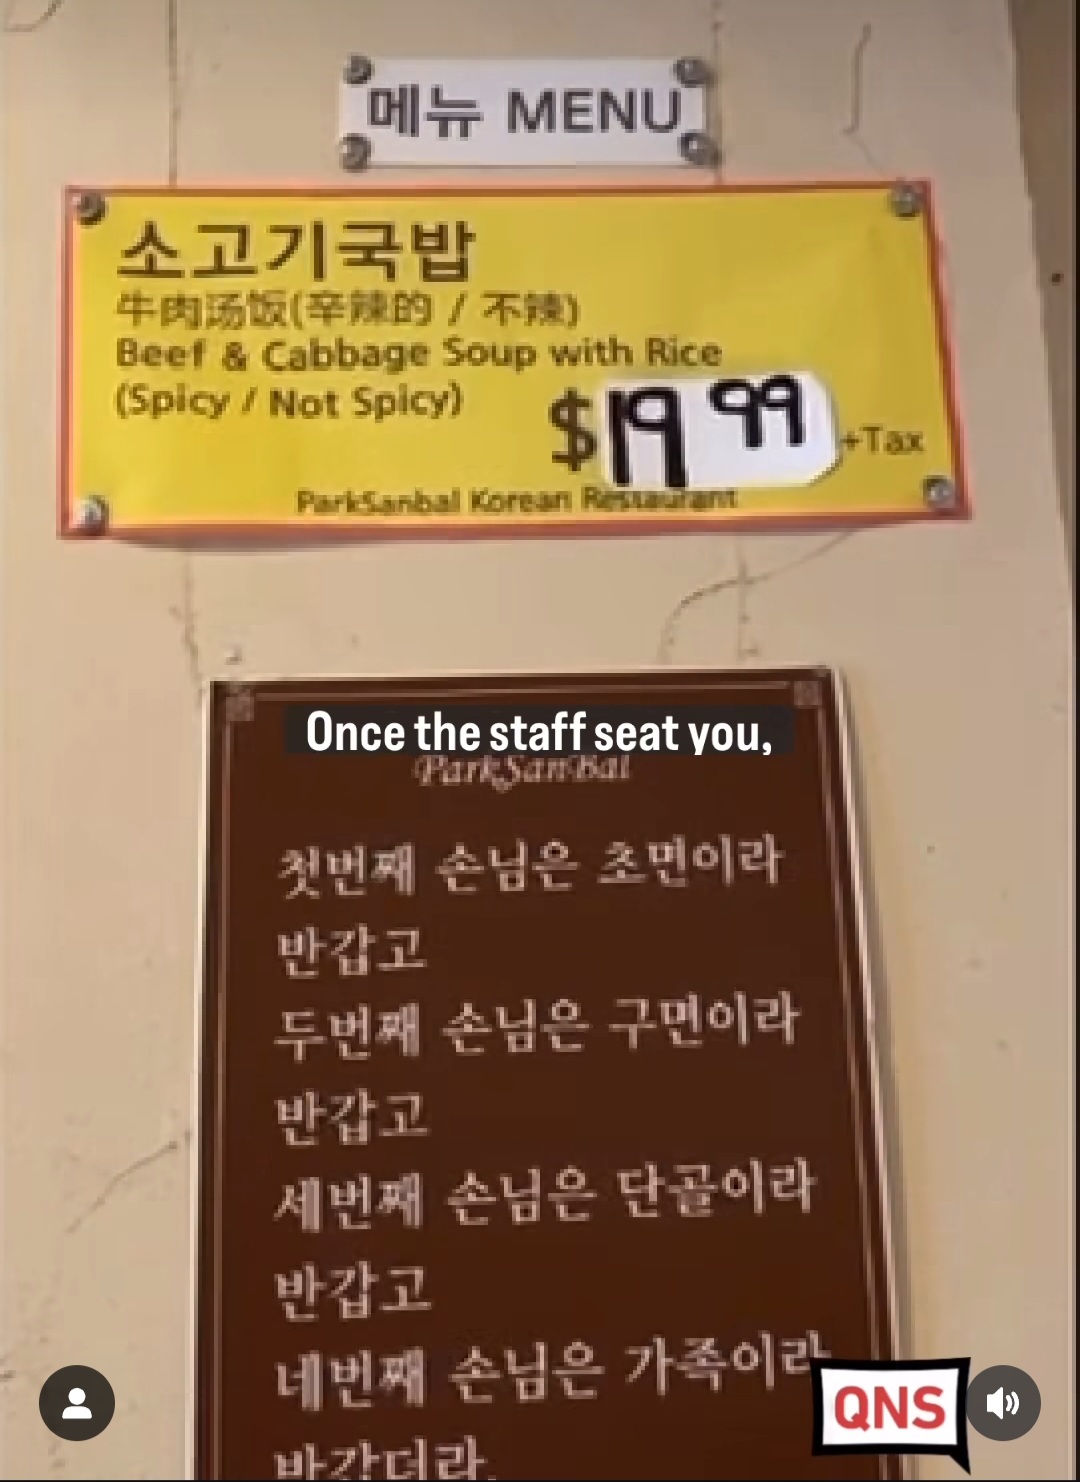 메뉴 MENU
소고기국밥
牛肉汤饭(辛辣的 / 不辣)
Beef & Cabbage Soup with Rice
(Spicy / Not Spicy)
$19 99 +Tax
ParkSanbal Korean Restaurant
Once the staff seat you,
ParkSanBal
첫번째 손님은 초면이라
반갑고
두번째 손님은 구면이라
반갑고
세번째 손님은 단골이라
반갑고
네번째 손님은 가족이라
반갑더라.
QNS